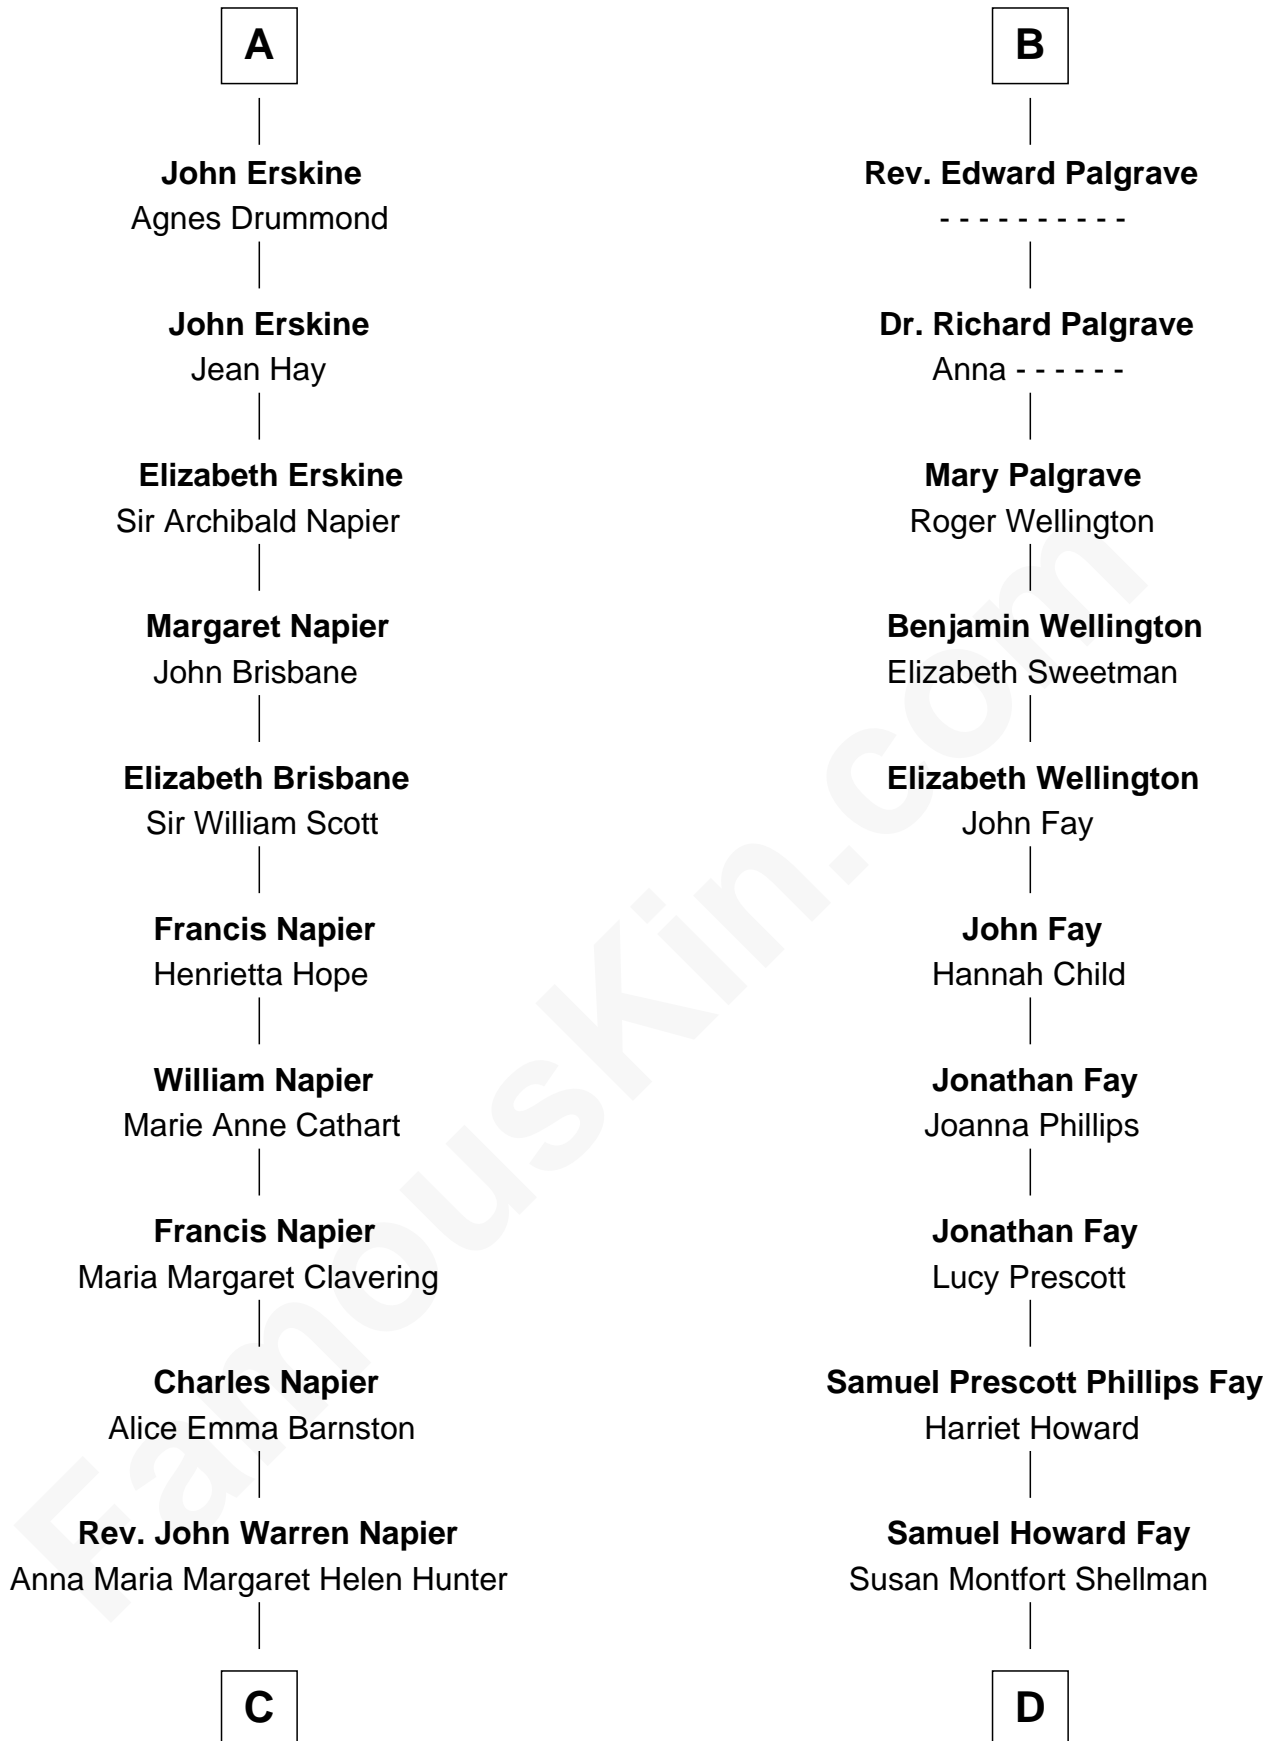 A
John Erskine
Agnes Drummond
John Erskine
Jean Hay
Elizabeth Erskine
Sir Archibald Napier
Margaret Napier
John Brisbane
Elizabeth Brisbane
Sir William Scott
Francis Napier
Henrietta Hope
William Napier
Marie Anne Cathart
Francis Napier
Maria Margaret Clavering
Charles Napier
Alice Emma Barnston
Rev. John Warren Napier
Anna Maria Margaret Helen Hunter
C
B
Rev. Edward Palgrave
- - - - - - - - - -
Dr. Richard Palgrave
Anna - - - - - -
Mary Palgrave
Roger Wellington
Benjamin Wellington
Elizabeth Sweetman
Elizabeth Wellington
John Fay
John Fay
Hannah Child
Jonathan Fay
Joanna Phillips
Jonathan Fay
Lucy Prescott
Samuel Prescott Phillips Fay
Harriet Howard
Samuel Howard Fay
Susan Montfort Shellman
D
FamousKin.com